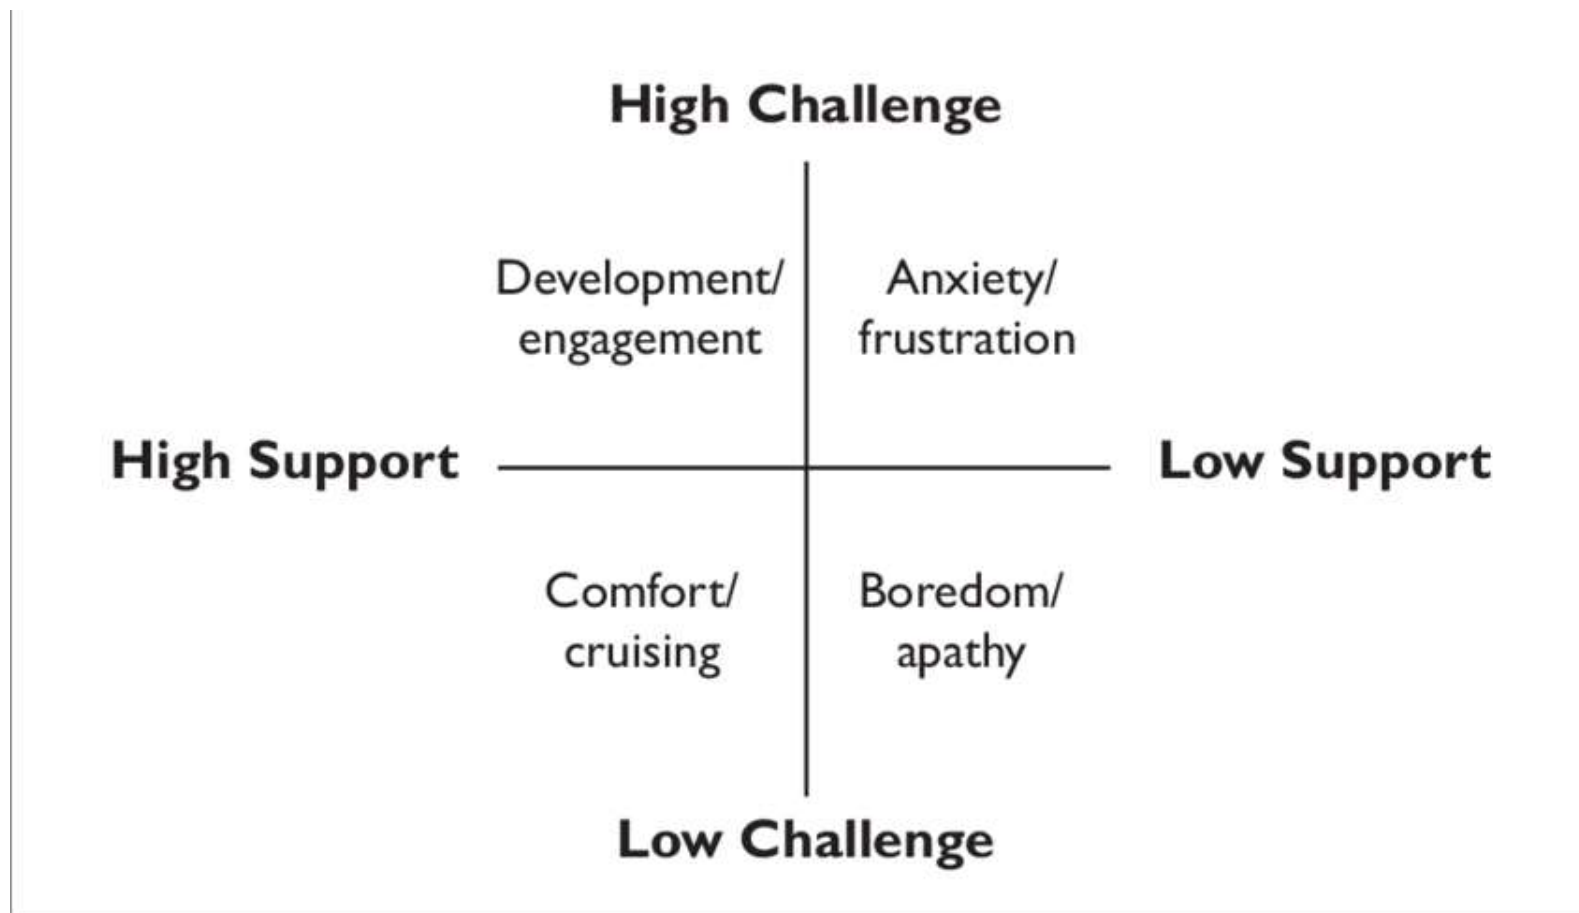 High Challenge
Development/
engagement
Anxiety/
frustration
High Support
Low Support
Comfort/
cruising
Boredom/
apathy
Low Challenge